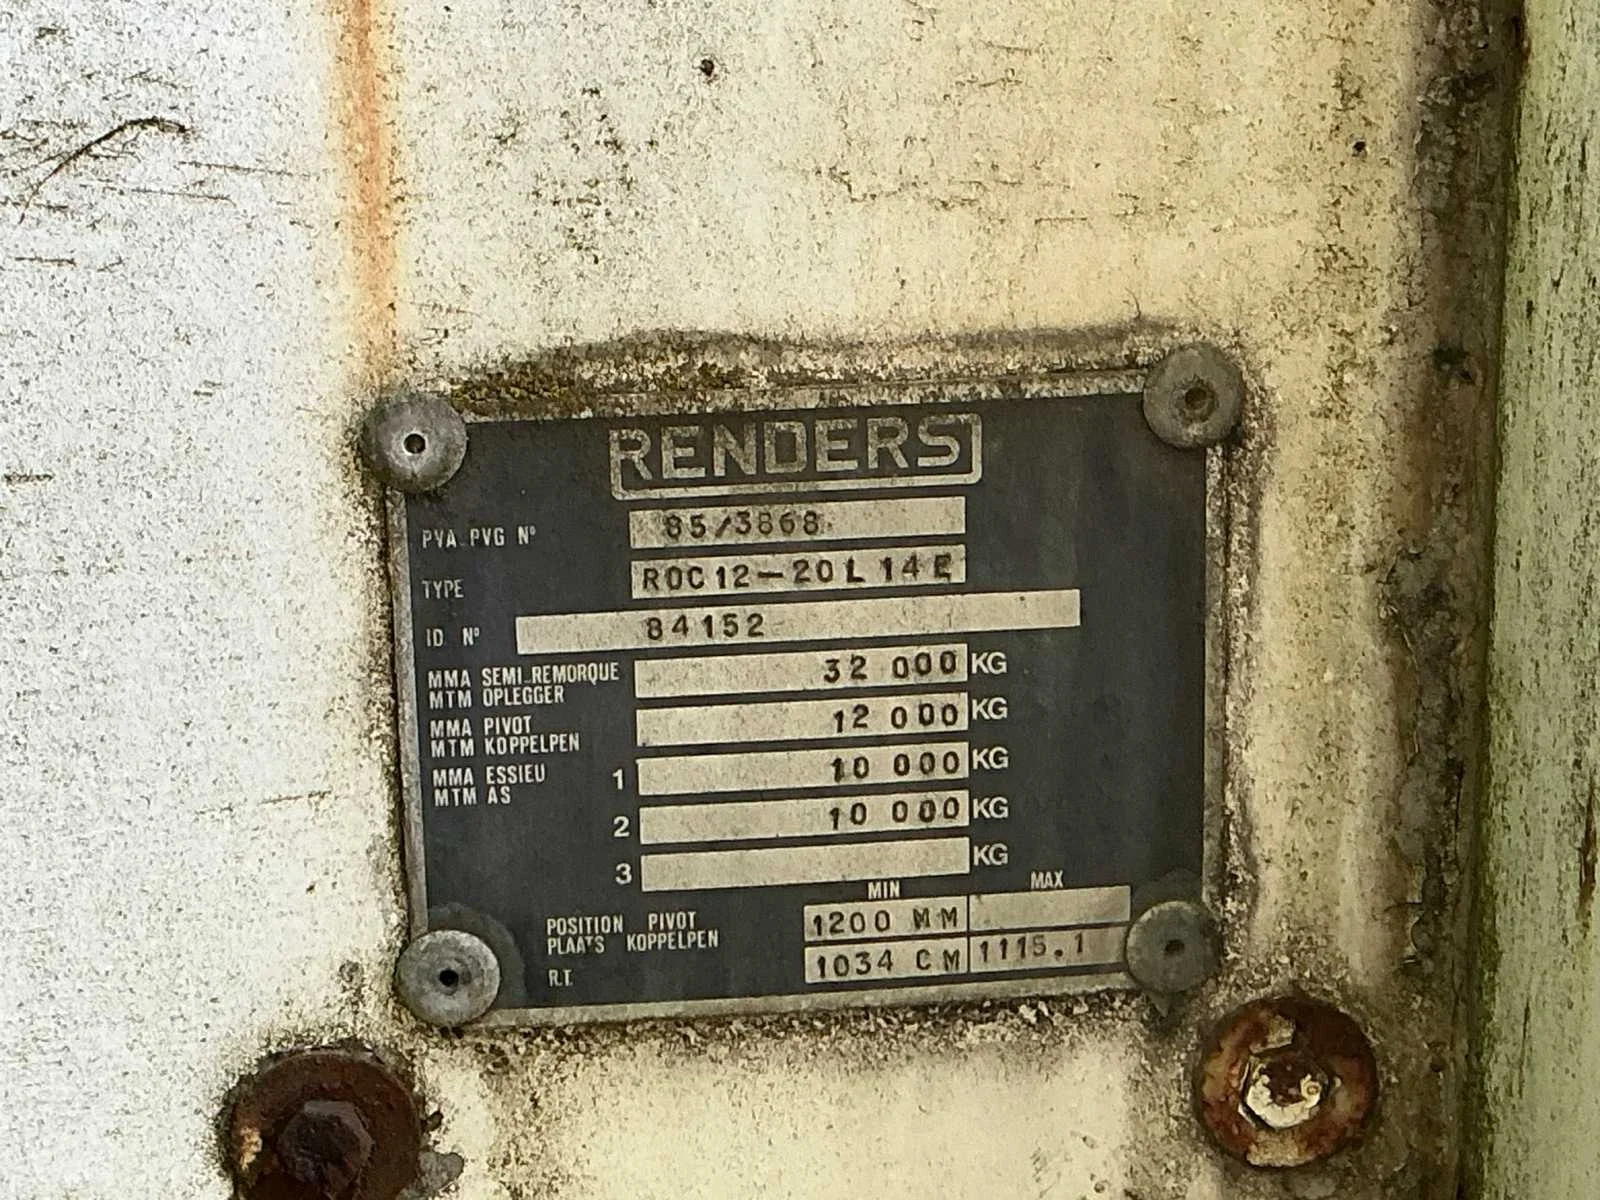 RENDERS
PVA-PVG Nº 85/3868.
TYPE ROC12-20L14E
ID Nº 84152
MMA SEMI-REMORQUE
MTM OPLEGGER 32 000 KG
MMA PIVOT
MTM KOPPELPEN 12 000 KG
MMA ESSIEU 1 10 000 KG
MTM AS
2 10 000 KG
3 KG
MIN MAX
POSITION PIVOT
PLAATS KOPPELPEN 1200 MM
R.T. 1034 CM 1115.1